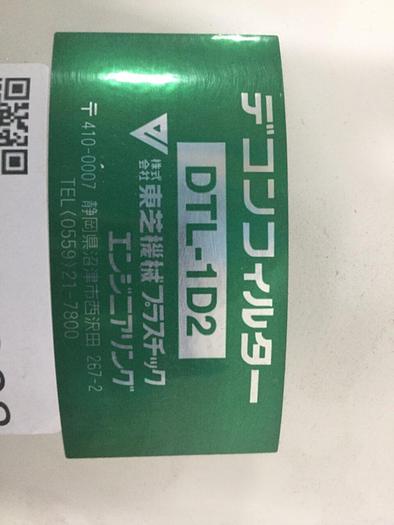 デコンフィルター
DTL-1D2
株式会社 東芝機械プラスチック
エンジニアリング
〒410-0007 静岡県沼津市西沢田 267-2
TEL〈0559〉21-7800